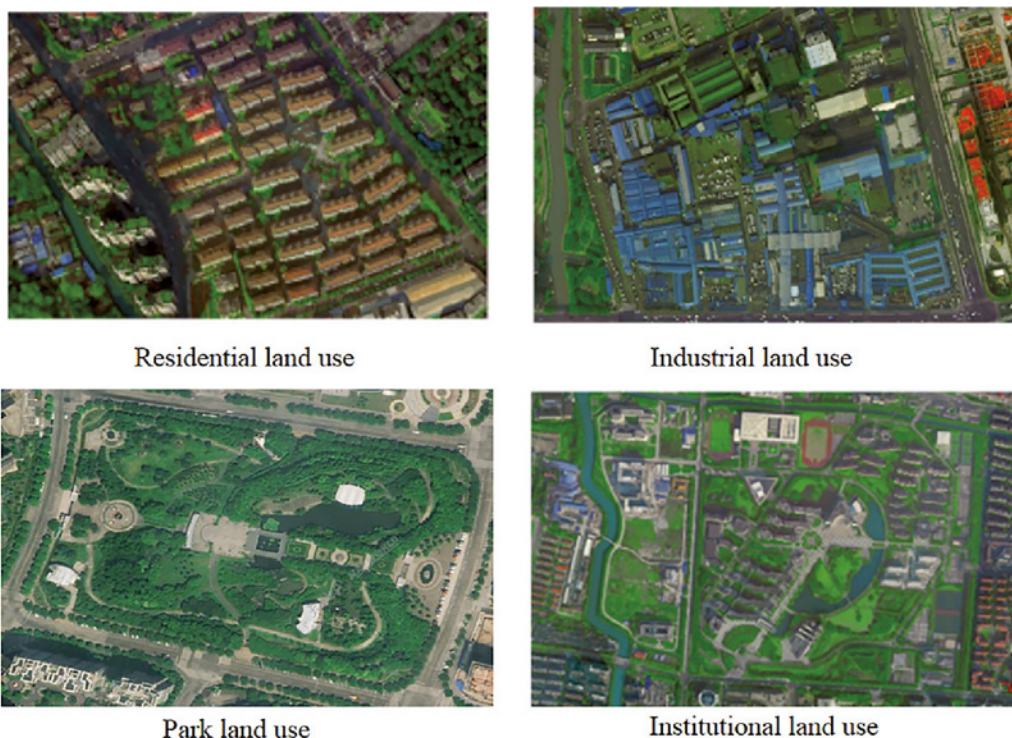 Residential land use
Industrial land use
Park land use
Institutional land use